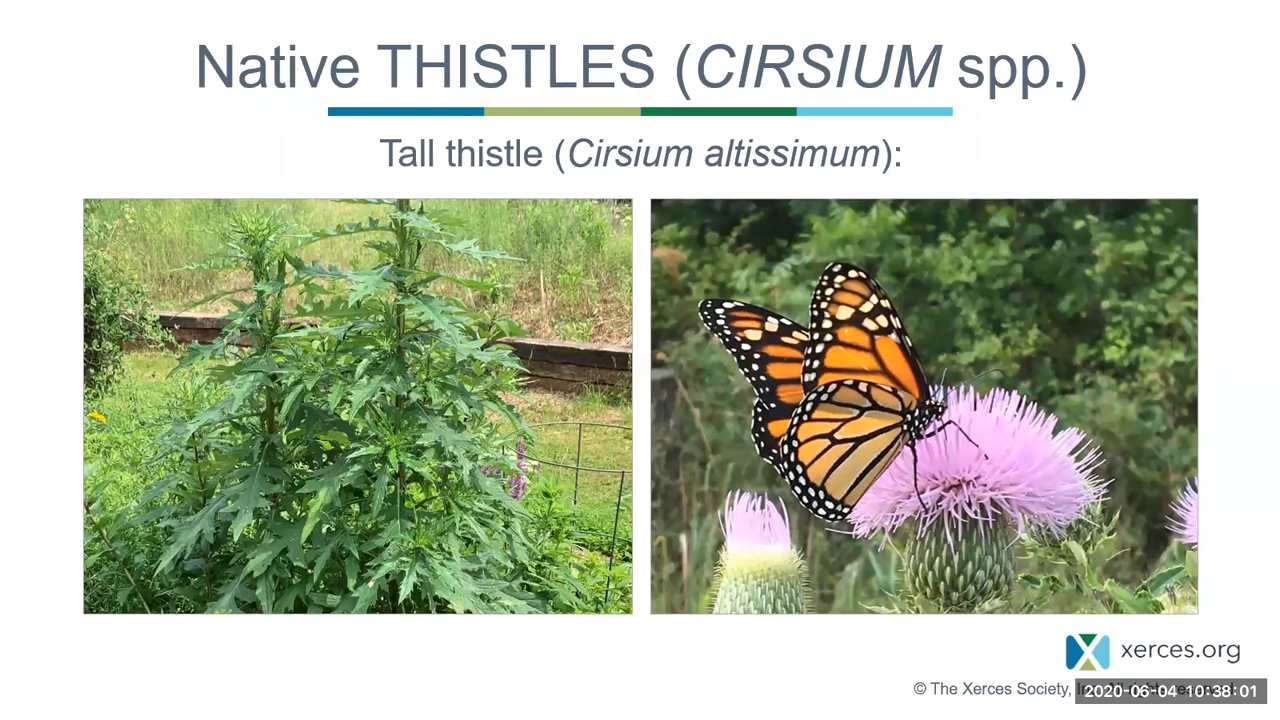 Native THISTLES (CIRSIUM spp.)
Tall thistle (Cirsium altissimum):
xerces.org
© The Xerces Society, 
2020-06-04 10:38:01